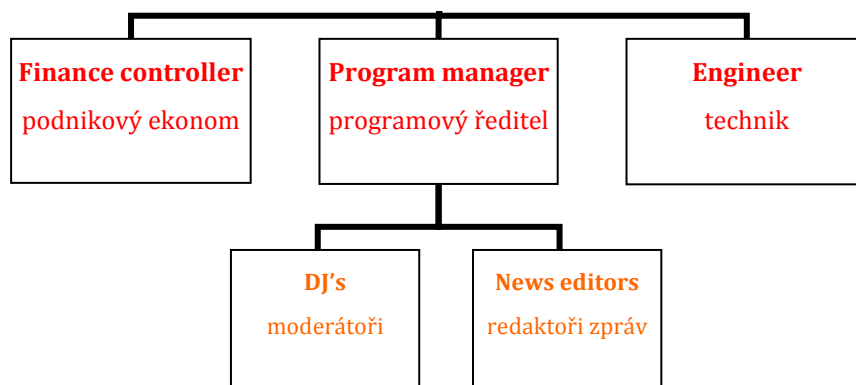 Finance controller
podnikový ekonom
Program manager
programový ředitel
Engineer
technik
DJ’s
moderátoři
News editors
redaktoři zpráv